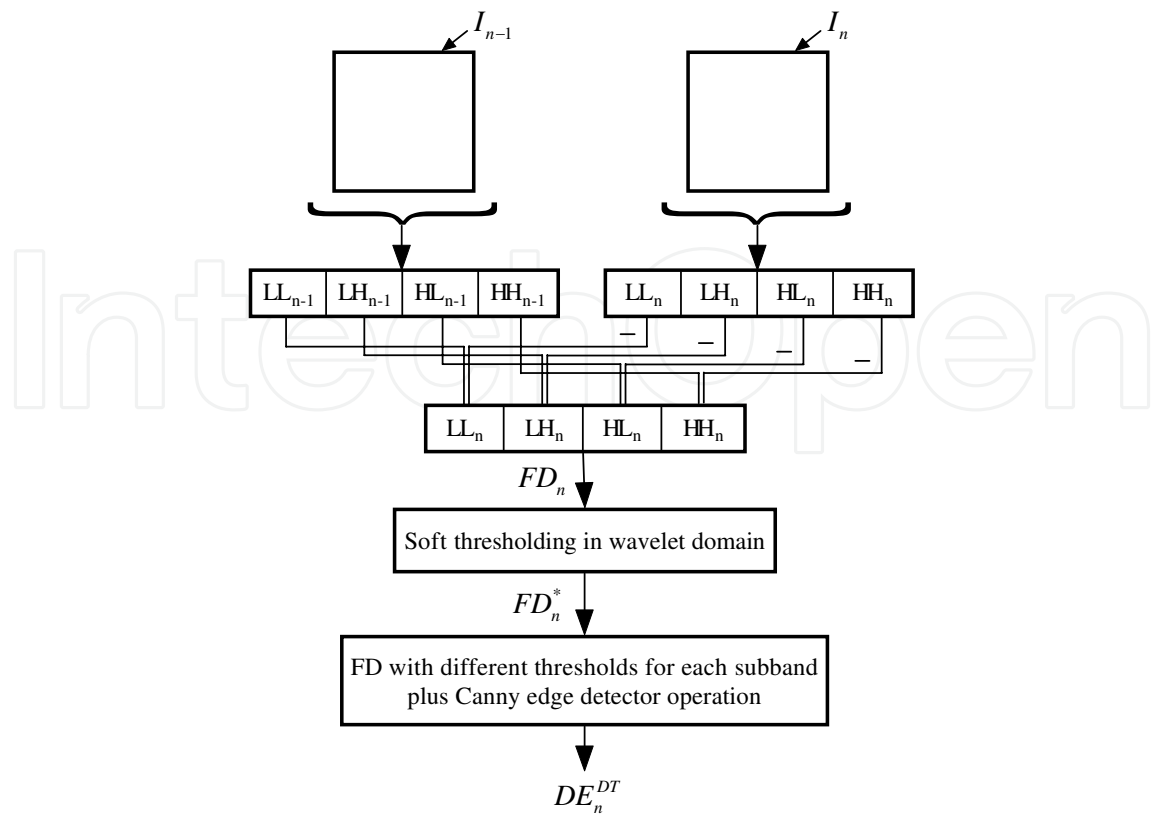 I_{n-1} I_n
LL_{n-1} LH_{n-1} HL_{n-1} HH_{n-1} LL_n LH_n HL_n HH_n
– – – –
LL_n LH_n HL_n HH_n
FD_n
Soft thresholding in wavelet domain
FD_n^*
FD with different thresholds for each subband
plus Canny edge detector operation
DE_n^{DT}
IntechOpen